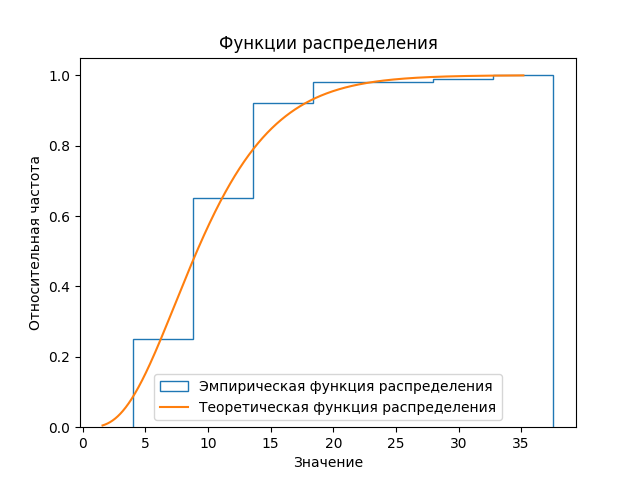 Функции распределения
1.0
0.8
0.6
0.4
0.2
0.0
Относительная частота
Эмпирическая функция распределения
Теоретическая функция распределения
0 5 10 15 20 25 30 35
Значение